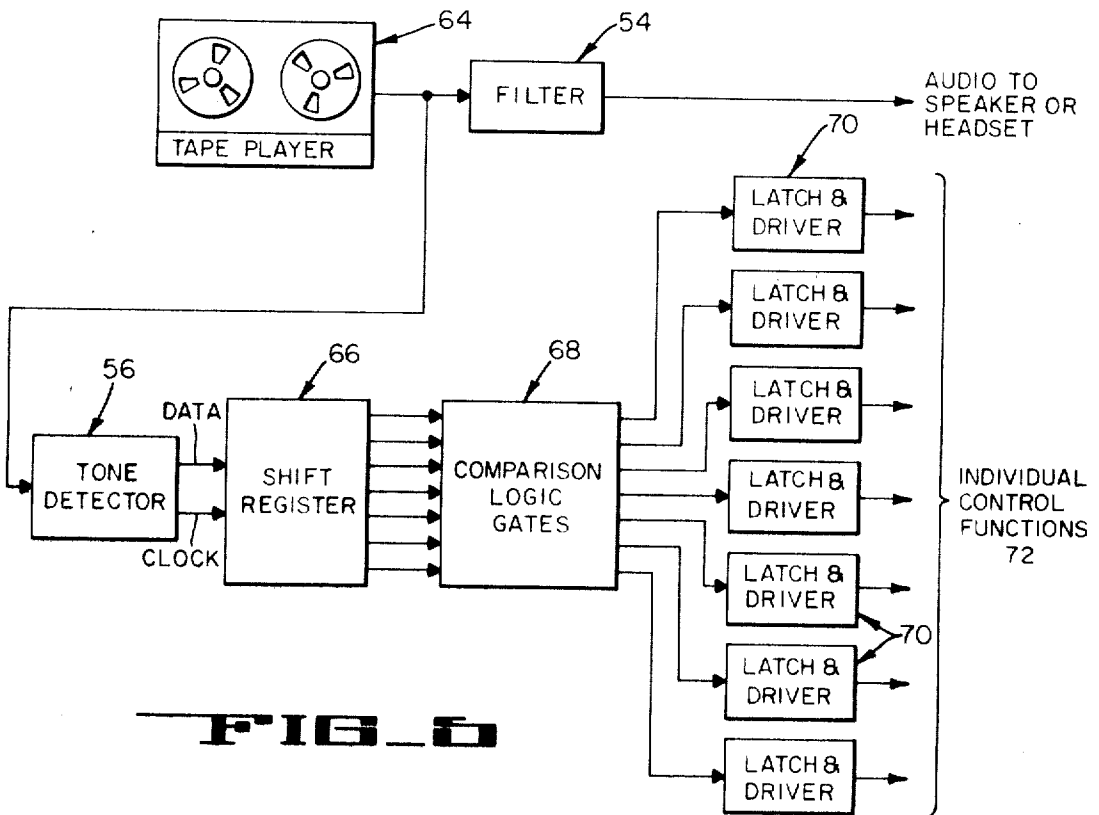 64
54
TAPE PLAYER
FILTER
AUDIO TO
SPEAKER OR
HEADSET
70
LATCH &
DRIVER
LATCH &
DRIVER
LATCH &
DRIVER
LATCH &
DRIVER
LATCH &
DRIVER
70
LATCH &
DRIVER
LATCH &
DRIVER
56
TONE
DETECTOR
DATA
CLOCK
66
SHIFT
REGISTER
68
COMPARISON
LOGIC
GATES
INDIVIDUAL
CONTROL
FUNCTIONS
72